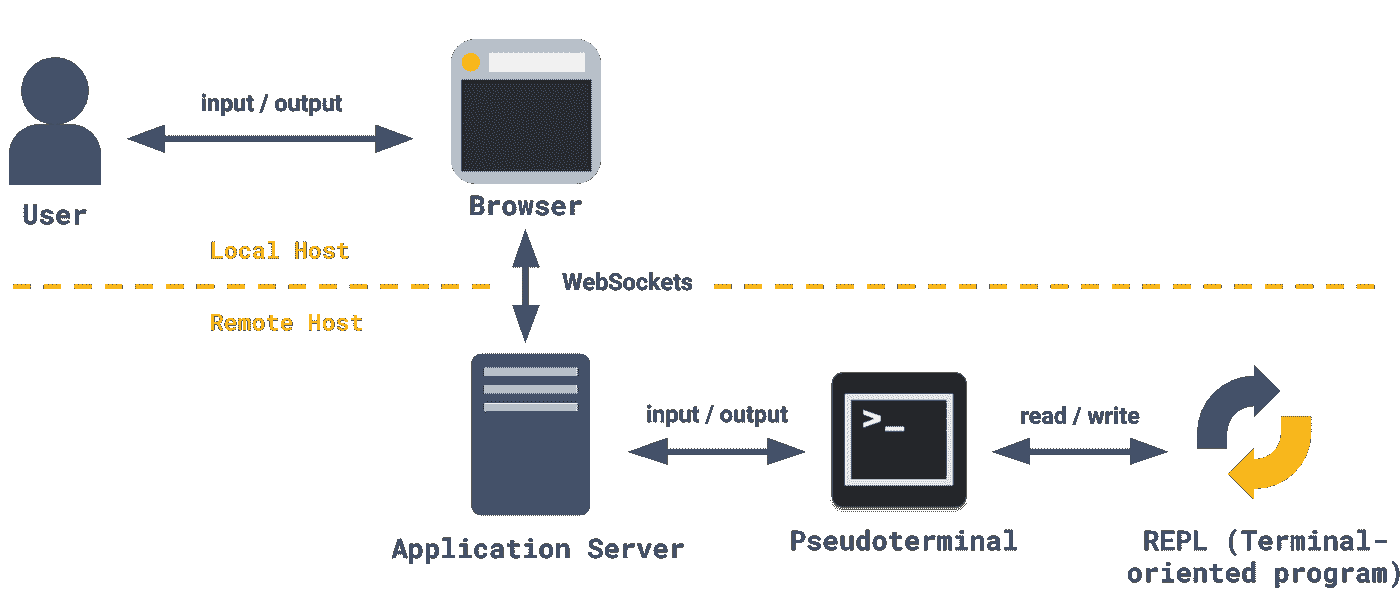 input / output
User
Browser
Local Host
WebSockets
Remote Host
input / output
read / write
>_
Application Server
Pseudoterminal
REPL (Terminal-
oriented program)